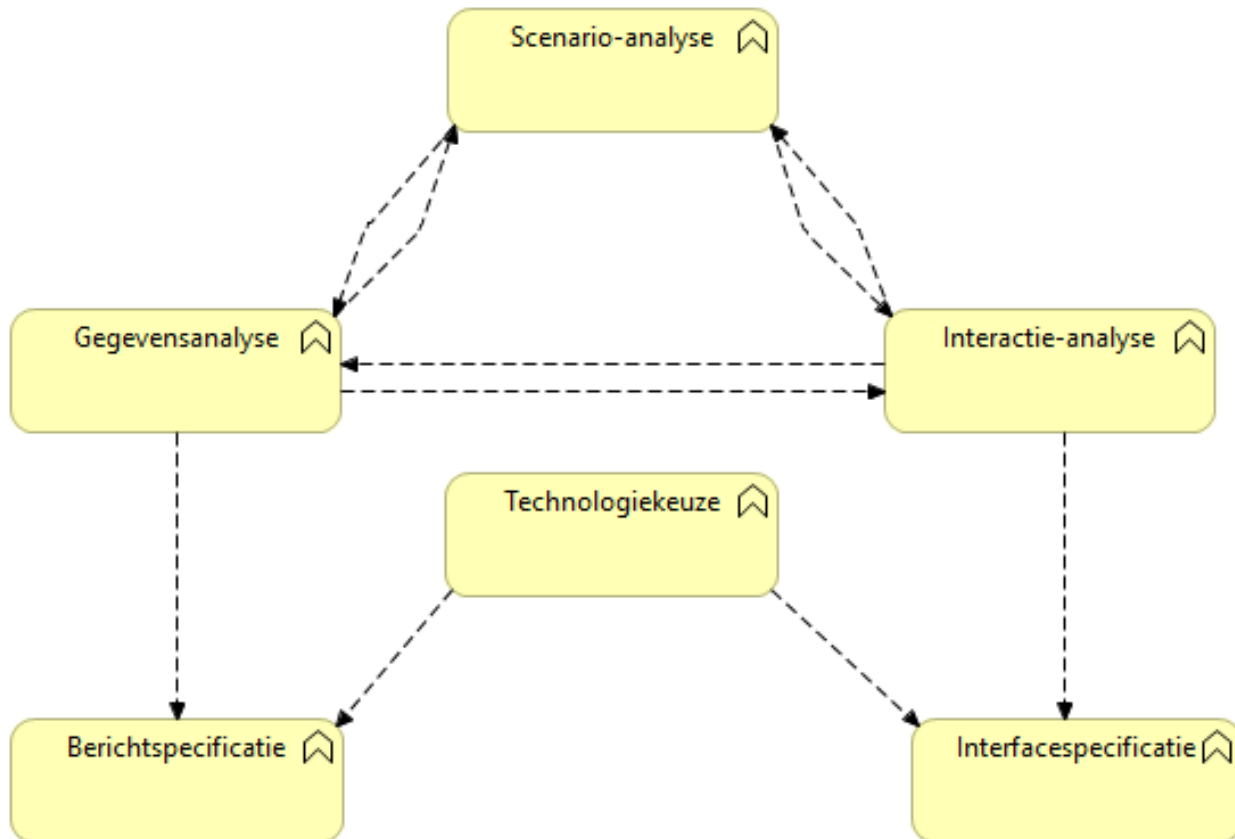 Scenario-analyse
Gegevensanalyse
Interactie-analyse
Technologiekeuze
Berichtspecificatie
Interfacespecificatie